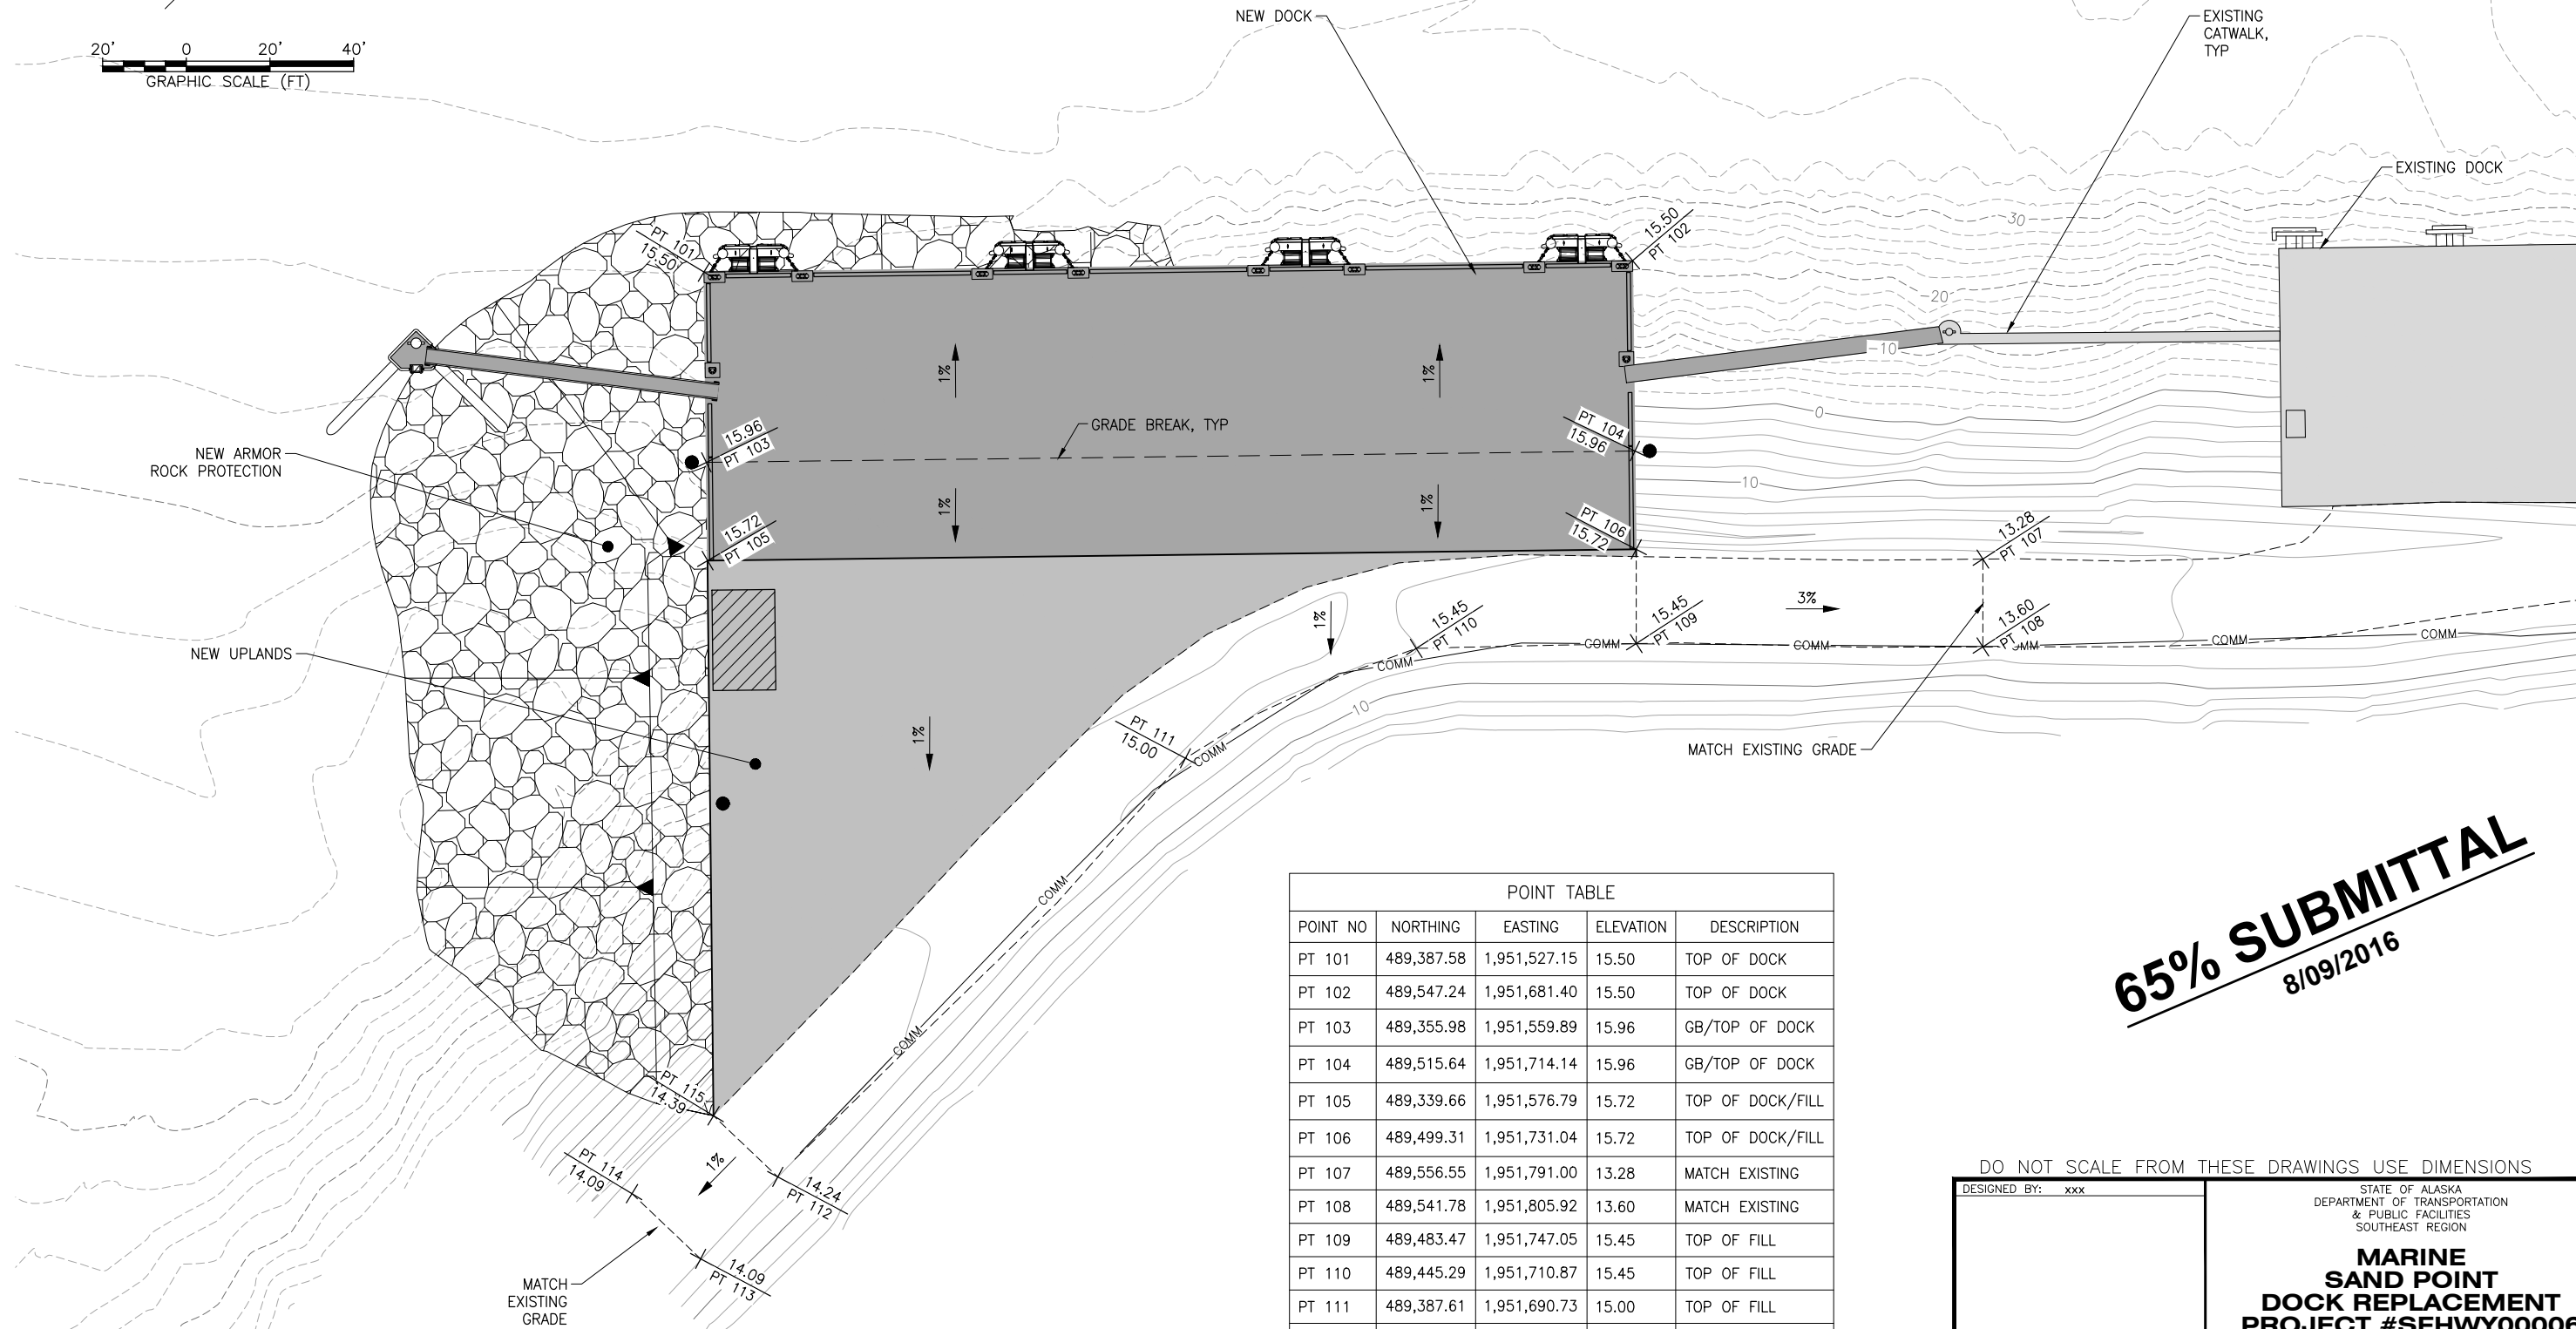 NEW DOCK
EXISTING
CATWALK,
TYP
20' 0 20' 40'
GRAPHIC SCALE (FT)
EXISTING DOCK
PT 101
15.50
15.50
PT 102
30
20
-10
0
10
15.96
PT 103
GRADE BREAK, TYP
PT 104
15.96
1%
1%
1%
1%
NEW ARMOR
ROCK PROTECTION
15.72
PT 105
PT 106
15.72
13.28
PT 107
3%
1%
15.45
PT 110
15.45
PT 109
13.60
PT 108
COMM
COMM
COMM
MM
COMM
COMM
NEW UPLANDS
1%
PT 111
15.00
COMM
10
MATCH EXISTING GRADE
COMM
COMM
PT 115
14.39
PT 114
14.09
1%
14.24
PT 112
14.09
PT 113
MATCH
EXISTING
GRADE
POINT TABLE
POINT NO NORTHING EASTING ELEVATION DESCRIPTION
PT 101 489,387.58 1,951,527.15 15.50 TOP OF DOCK
PT 102 489,547.24 1,951,681.40 15.50 TOP OF DOCK
PT 103 489,355.98 1,951,559.89 15.96 GB/TOP OF DOCK
PT 104 489,515.64 1,951,714.14 15.96 GB/TOP OF DOCK
PT 105 489,339.66 1,951,576.79 15.72 TOP OF DOCK/FILL
PT 106 489,499.31 1,951,731.04 15.72 TOP OF DOCK/FILL
PT 107 489,556.55 1,951,791.00 13.28 MATCH EXISTING
PT 108 489,541.78 1,951,805.92 13.60 MATCH EXISTING
PT 109 489,483.47 1,951,747.05 15.45 TOP OF FILL
PT 110 489,445.29 1,951,710.87 15.45 TOP OF FILL
PT 111 489,387.61 1,951,690.73 15.00 TOP OF FILL
65% SUBMITTAL
8/09/2016
DO NOT SCALE FROM THESE DRAWINGS USE DIMENSIONS
DESIGNED BY: xxx
STATE OF ALASKA
DEPARTMENT OF TRANSPORTATION
& PUBLIC FACILITIES
SOUTHEAST REGION
MARINE
SAND POINT
DOCK REPLACEMENT
PROJECT #SFHWY00006